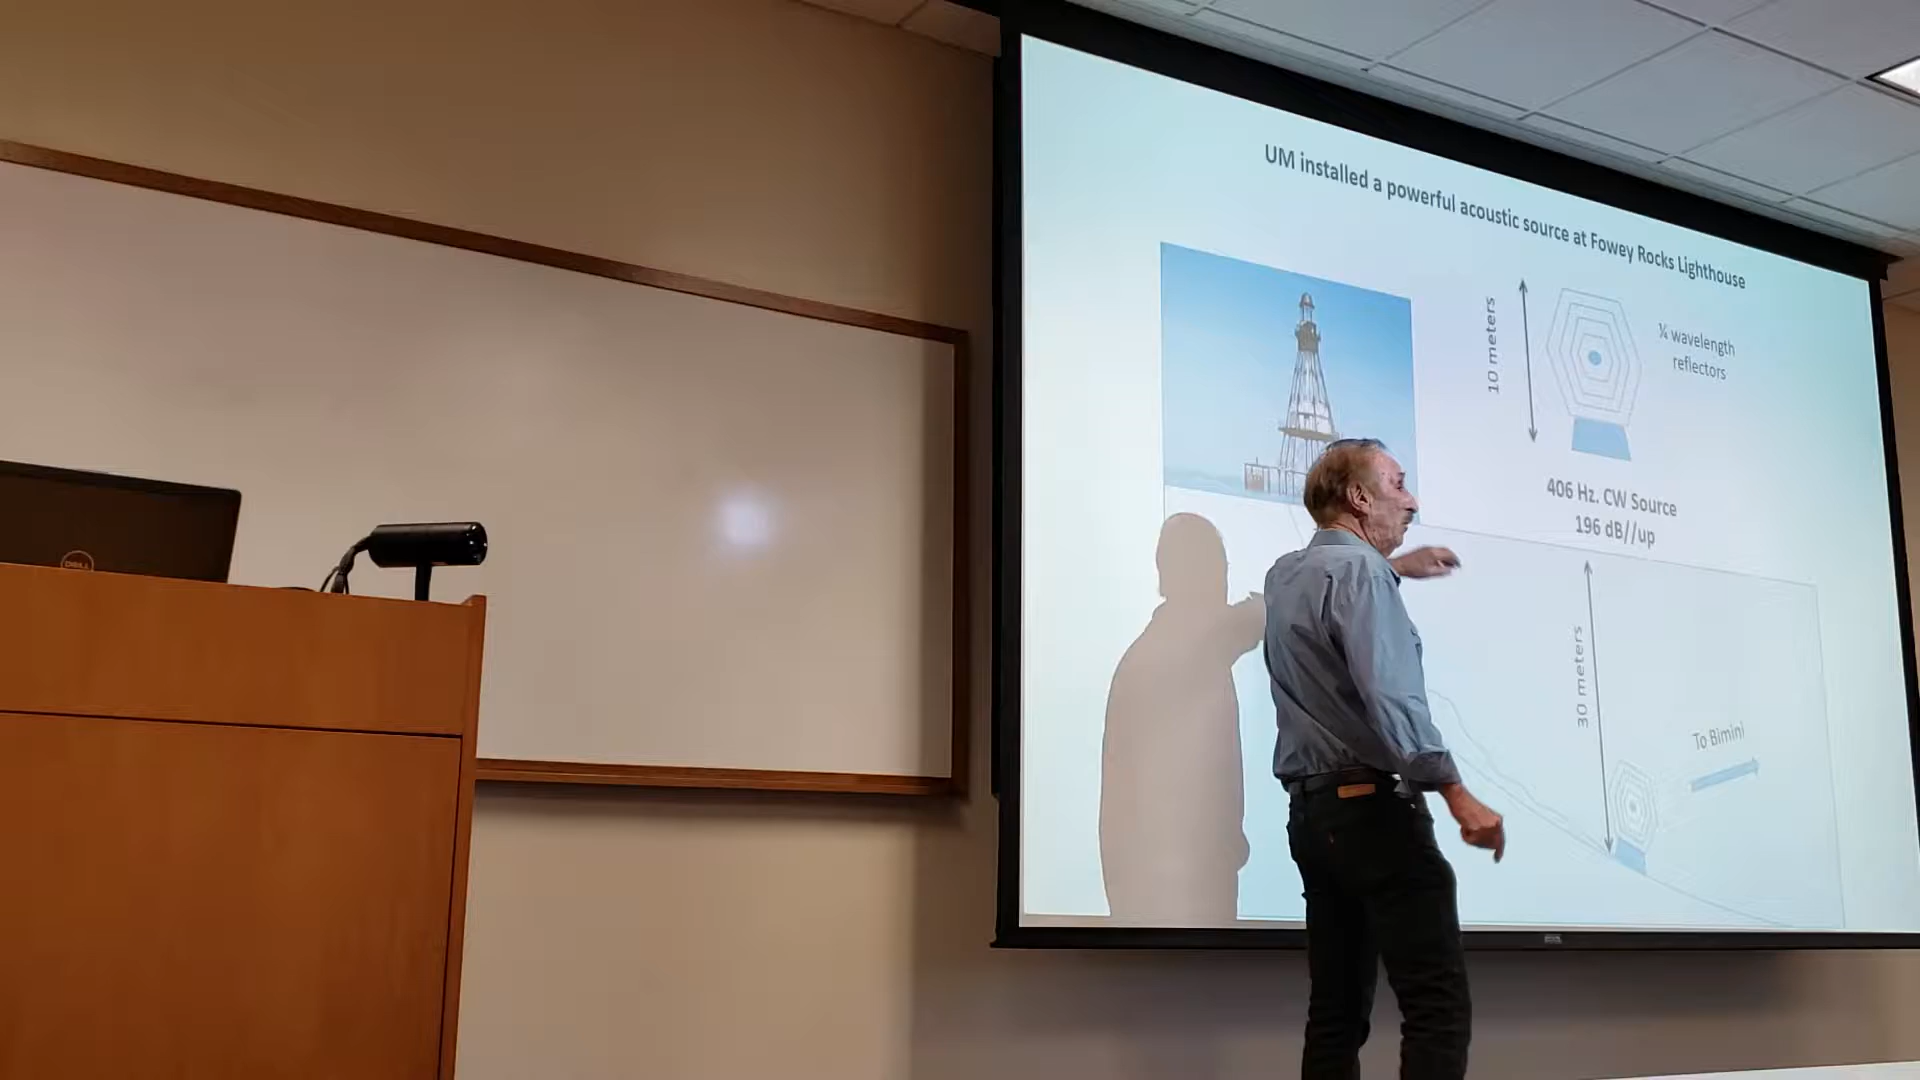 UM installed a powerful acoustic source at Fowey Rocks Lighthouse
10 meters
¼ wavelength
reflectors
406 Hz. CW Source
196 dB//up
30 meters
To Bimini
DELL